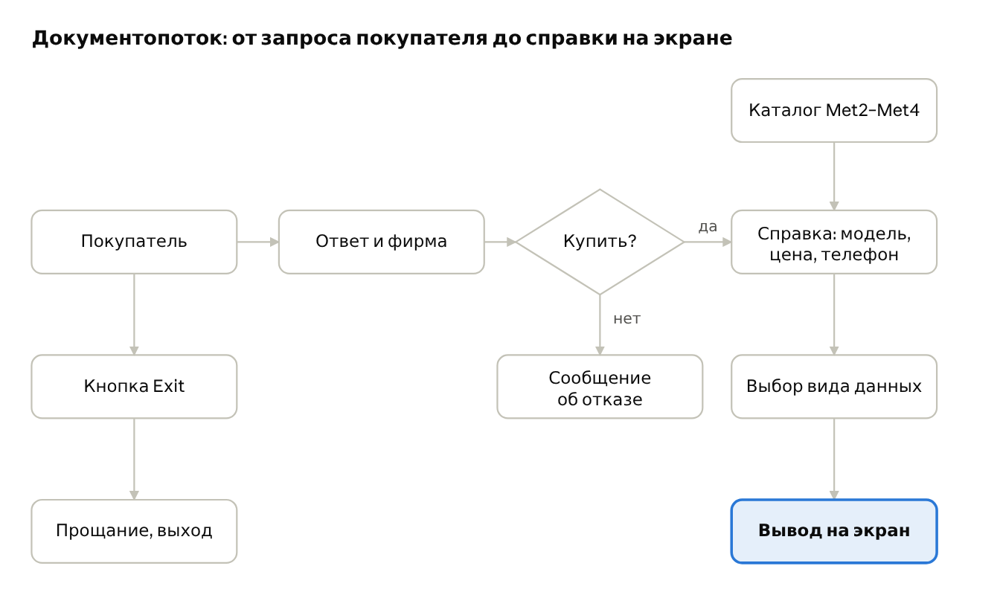 Документопоток: от запроса покупателя до справки на экране
Каталог Met2–Met4
Покупатель
Ответ и фирма
Купить?
да
Справка: модель,
цена, телефон
нет
Кнопка Exit
Сообщение
об отказе
Выбор вида данных
Прощание, выход
Вывод на экран